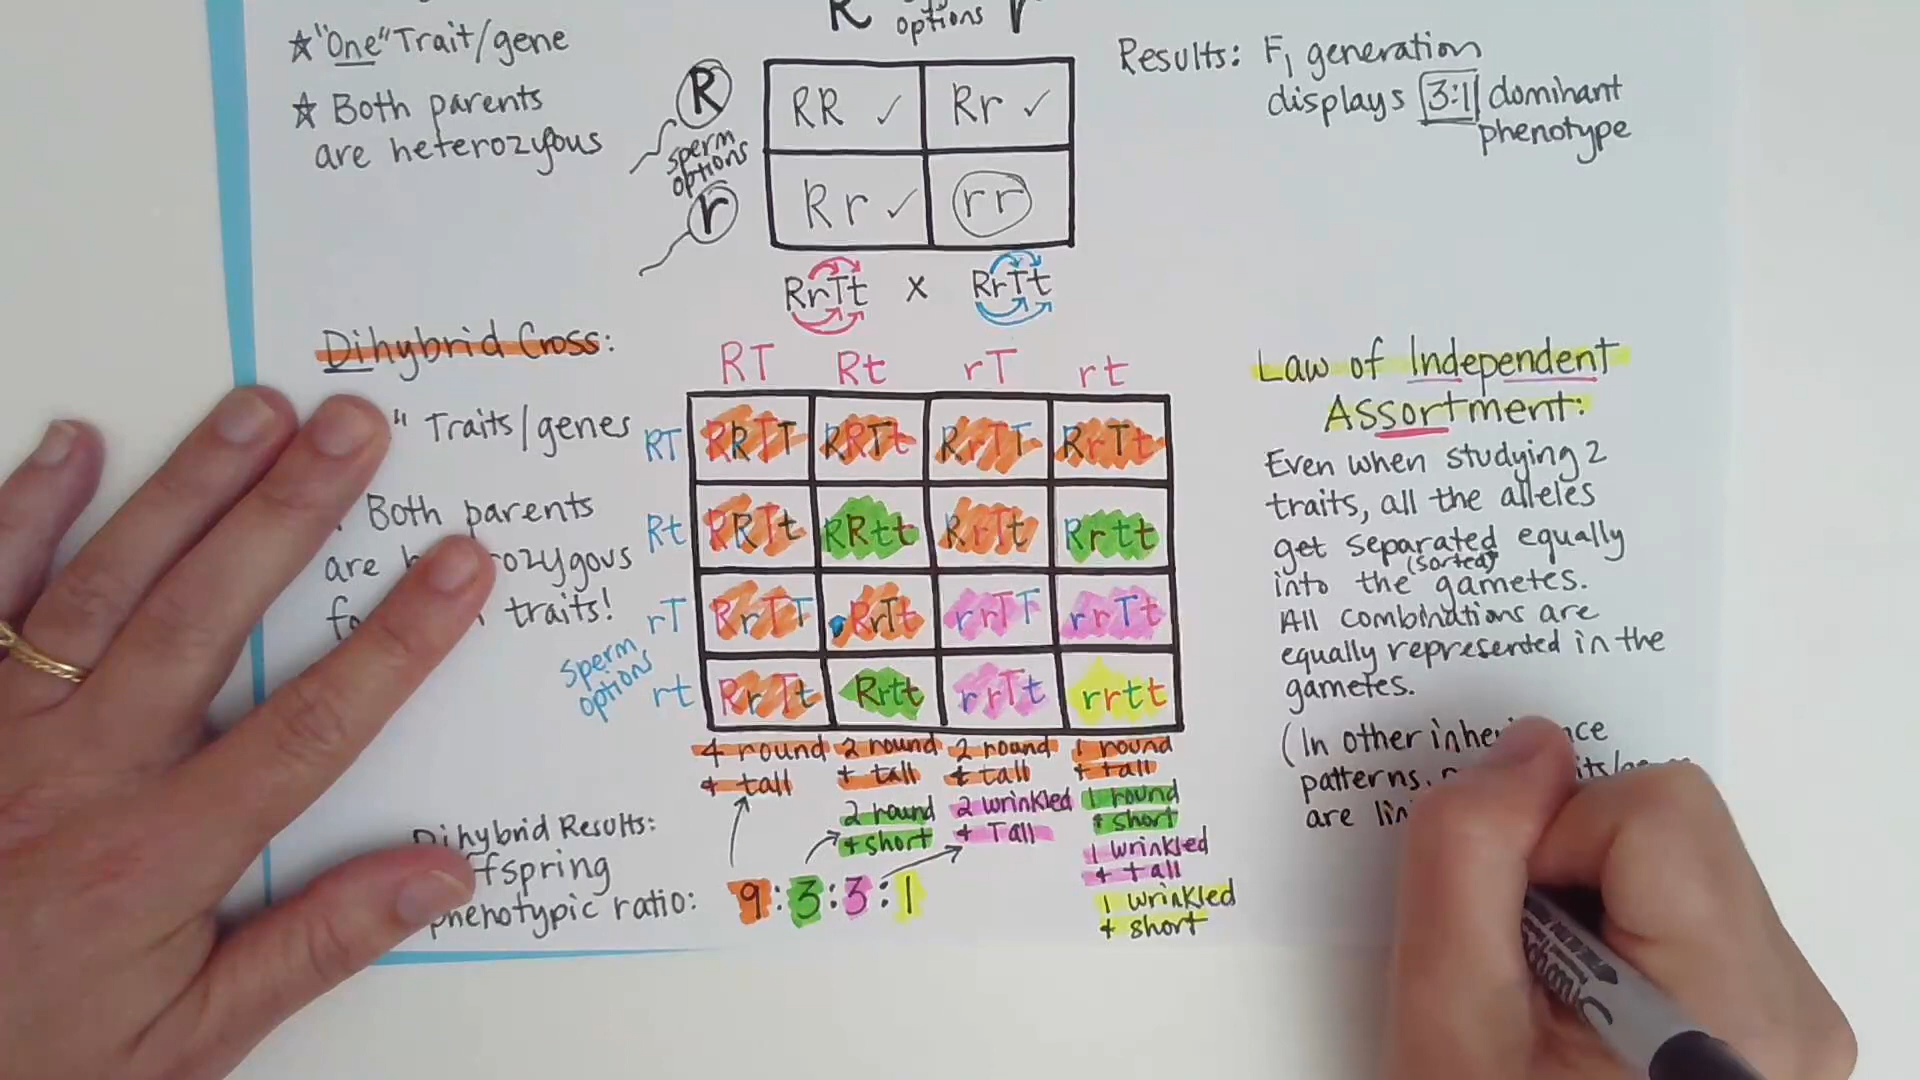 R options r
☆"One" Trait/gene
☆ Both parents
are heterozyous
R
sperm
options
r
RR ✓ Rr ✓
Rr ✓ rr
Results: F1 generation
displays 3:1 dominant
phenotype
RrTt x RrTt
Dihybrid Cross:
" Traits/genes
Both parents
are
traits!
sperm
options
RT Rt rT rt
RT RRTT RRTt RrTT RrTt
Rt RRTt RRtt RrTt Rrtt
rT RrTT RrTt rrTT rrTt
rt RrTt Rrtt rrTt rrtt
4 round
+ tall
2 round
+ tall
2 round
+ short
2 round
+ tall
2 wrinkled
+ Tall
1 round
+ tall
1 round
+ short
1 wrinkled
+ tall
1 wrinkled
+ short
Dihybrid Results:
phenotypic ratio: 9:3:3:1
Law of Independent
Assortment:
Even when studying 2
traits, all the alleles
get separated equally
(sorted)
into the gametes.
All combinations are
equally represented in the
gametes.
(In other
patterns,
are